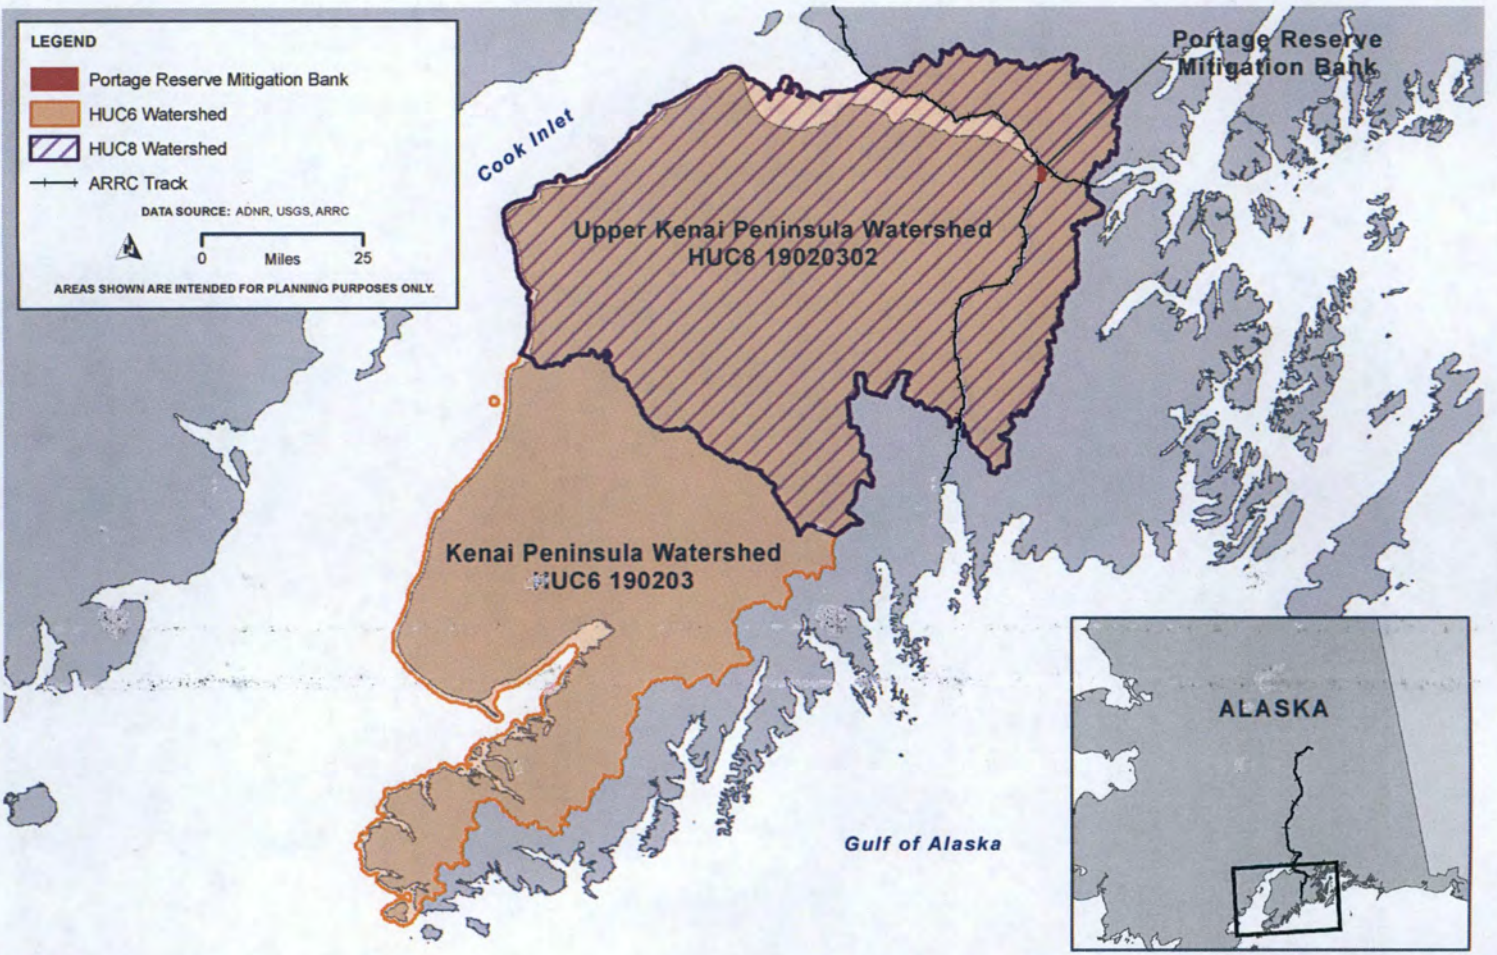 LEGEND
Portage Reserve Mitigation Bank
HUC6 Watershed
HUC8 Watershed
ARRC Track
DATA SOURCE: ADNR, USGS, ARRC
0 Miles 25
AREAS SHOWN ARE INTENDED FOR PLANNING PURPOSES ONLY.
Portage Reserve
Mitigation Bank
Cook Inlet
Upper Kenai Peninsula Watershed
HUC8 19020302
Kenai Peninsula Watershed
HUC6 190203
Gulf of Alaska
ALASKA